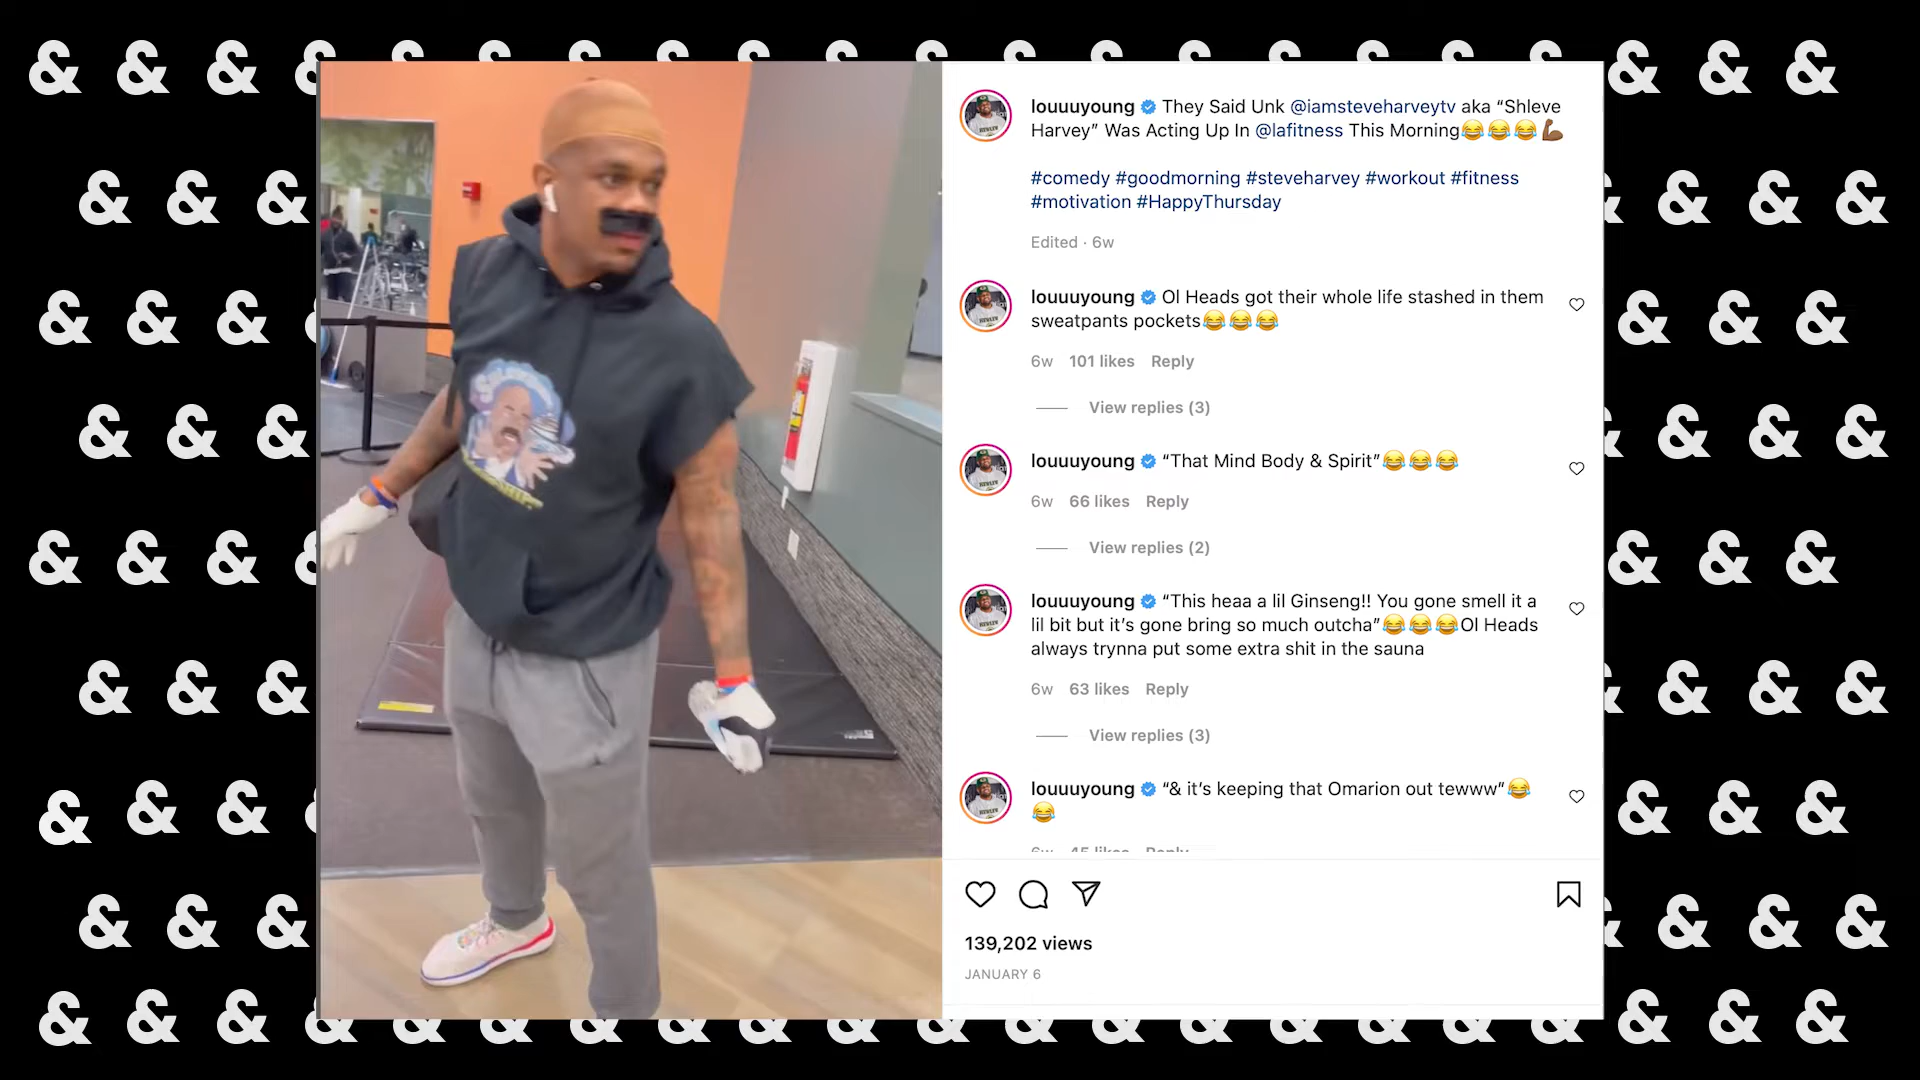 louuuyoung They Said Unk @iamsteveharveytv aka “Shleve
Harvey” Was Acting Up In @lafitness This Morning😂😂😂💪🏾
#comedy #goodmorning #steveharvey #workout #fitness
#motivation #HappyThursday
Edited · 6w
louuuyoung Ol Heads got their whole life stashed in them
sweatpants pockets😂😂😂
6w 101 likes Reply
View replies (3)
louuuyoung “That Mind Body & Spirit”😂😂😂
6w 66 likes Reply
View replies (2)
louuuyoung “This heaa a lil Ginseng!! You gone smell it a
lil bit but it’s gone bring so much outcha”😂😂😂Ol Heads
always trynna put some extra shit in the sauna
6w 63 likes Reply
View replies (3)
louuuyoung “& it’s keeping that Omarion out tewww”😂
😂
6w 45 likes Reply
139,202 views
JANUARY 6